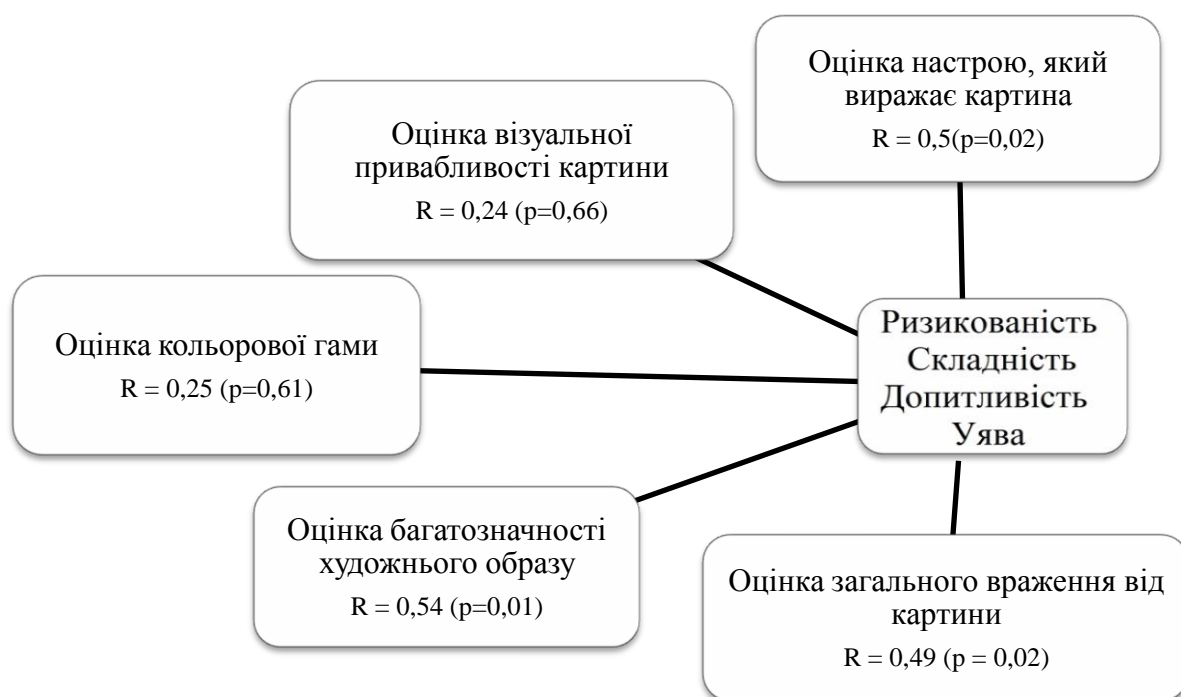 Оцінка настрою, який
виражає картина
R = 0,5(p=0,02)
Оцінка візуальної
привабливості картини
R = 0,24 (p=0,66)
Оцінка кольорової гами
R = 0,25 (p=0,61)
Ризикованість
Складність
Допитливість
Уява
Оцінка багатозначності
художнього образу
R = 0,54 (p=0,01)
Оцінка загального враження від
картини
R = 0,49 (p = 0,02)